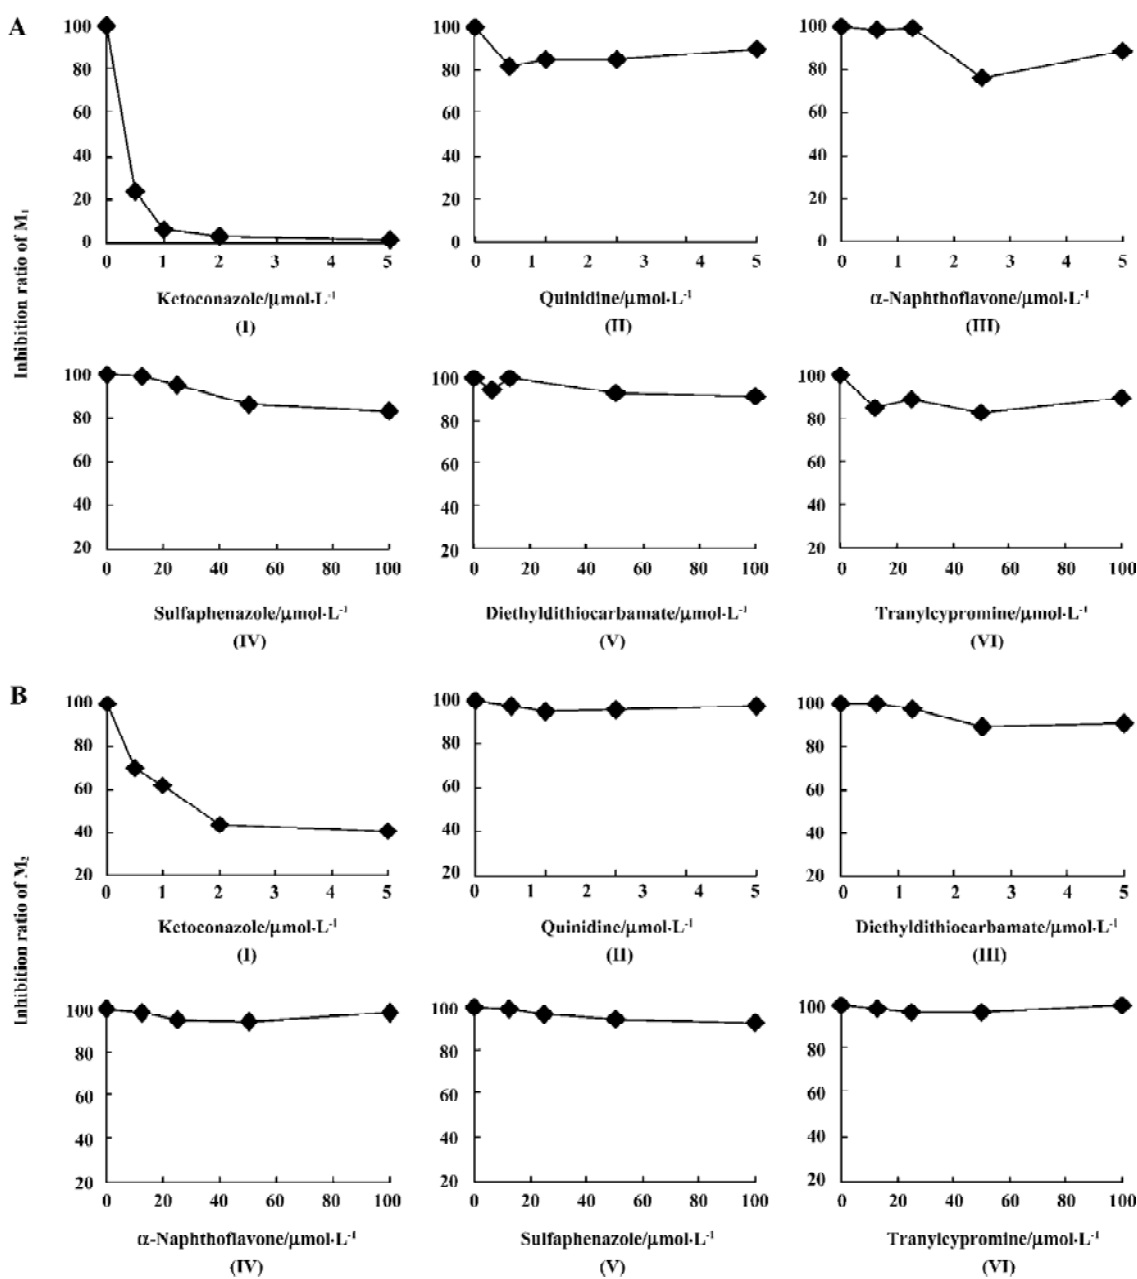 A
Inhibition ratio of M₁
100
80
60
40
20
0
0 1 2 3 4 5
Ketoconazole/μmol·L⁻¹
(I)
100
80
60
40
20
0
0 1 2 3 4 5
Quinidine/μmol·L⁻¹
(II)
100
80
60
40
20
0
0 1 2 3 4 5
α-Naphthoflavone/μmol·L⁻¹
(III)
100
80
60
40
20
0 20 40 60 80 100
Sulfaphenazole/μmol·L⁻¹
(IV)
100
80
60
40
20
0 20 40 60 80 100
Diethyldithiocarbamate/μmol·L⁻¹
(V)
100
80
60
40
20
0 20 40 60 80 100
Tranylcypromine/μmol·L⁻¹
(VI)
B
Inhibition ratio of M₂
100
80
60
40
20
0 1 2 3 4 5
Ketoconazole/μmol·L⁻¹
(I)
100
80
60
40
20
0 1 2 3 4 5
Quinidine/μmol·L⁻¹
(II)
100
80
60
40
20
0 1 2 3 4 5
Diethyldithiocarbamate/μmol·L⁻¹
(III)
100
80
60
40
20
0 20 40 60 80 100
α-Naphthoflavone/μmol·L⁻¹
(IV)
100
80
60
40
20
0 20 40 60 80 100
Sulfaphenazole/μmol·L⁻¹
(V)
100
80
60
40
20
0 20 40 60 80 100
Tranylcypromine/μmol·L⁻¹
(VI)